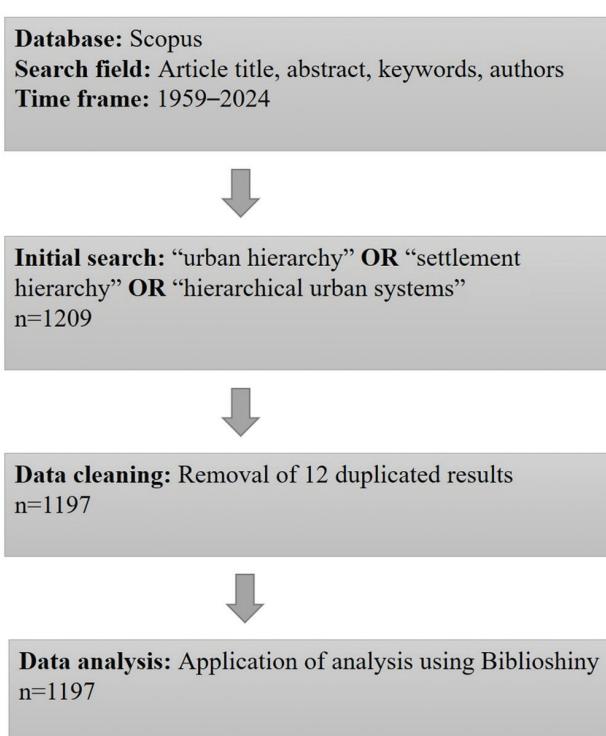 Database: Scopus
Search field: Article title, abstract, keywords, authors
Time frame: 1959–2024
Initial search: “urban hierarchy” OR “settlement
hierarchy” OR “hierarchical urban systems”
n=1209
Data cleaning: Removal of 12 duplicated results
n=1197
Data analysis: Application of analysis using Biblioshiny
n=1197